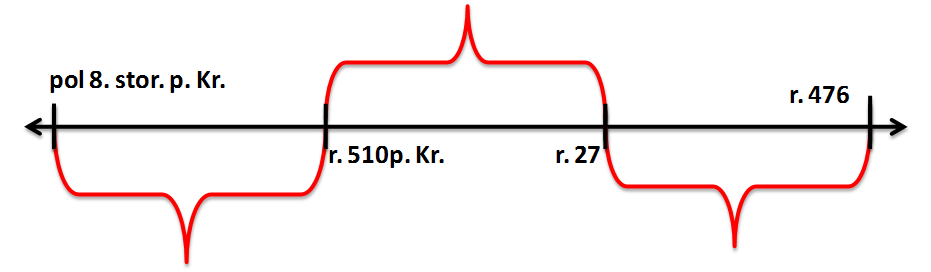 pol 8. stor. p. Kr.
r. 510p. Kr.
r. 27
r. 476